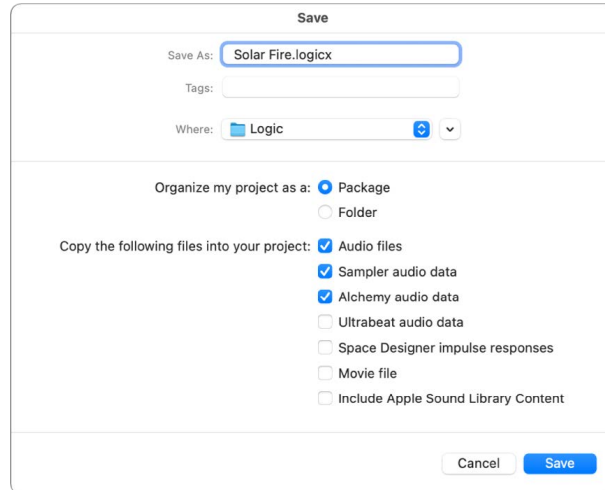 Save
Save As: Solar Fire.logicx
Tags:
Where: Logic
Organize my project as a: Package
Folder
Copy the following files into your project: Audio files
Sampler audio data
Alchemy audio data
Ultrabeat audio data
Space Designer impulse responses
Movie file
Include Apple Sound Library Content
Cancel Save